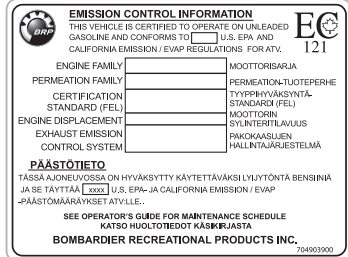 EMISSION CONTROL INFORMATION
THIS VEHICLE IS CERTIFIED TO OPERATE ON UNLEADED
GASOLINE AND CONFORMS TO U.S. EPA AND
CALIFORNIA EMISSION / EVAP REGULATIONS FOR ATV.
BRP
EC
121
ENGINE FAMILY MOOTTORISARJA
PERMEATION FAMILY PERMEATION-TUOTEPERHE
CERTIFICATION TYYPPIHYVÄKSYNTÄ-
STANDARD (FEL) STANDARDI (FEL)
ENGINE DISPLACEMENT MOOTTORIN
SYLINTERITILAVUUS
EXHAUST EMISSION PAKOKAASUJEN
CONTROL SYSTEM HALLINTAJÄRJESTELMÄ
PÄÄSTÖTIETO
TÄSSÄ AJONEUVOSSA ON HYVÄKSYTTY KÄYTETTÄVÄKSI LYIJYTÖNTÄ BENSIINIÄ
JA SE TÄYTTÄÄ xxxx U,S, EPA- JA CALIFORNIA EMISSION / EVAP
-PÄÄSTÖMÄÄRÄYKSET ATV:LLE..
SEE OPERATOR'S GUIDE FOR MAINTENANCE SCHEDULE
KATSO HUOLTOTIEDOT KÄSIKIRJASTA
BOMBARDIER RECREATIONAL PRODUCTS INC.
704903900